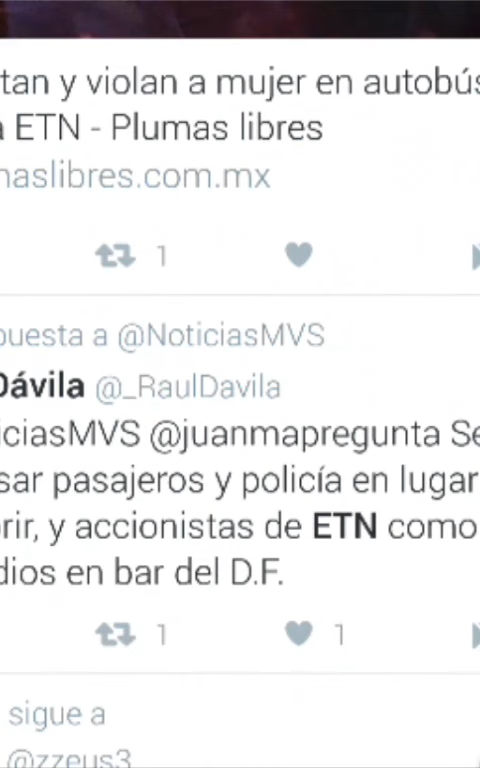 tan y violan a mujer en autobús
a ETN - Plumas libres
naslibres.com.mx
1
puesta a @NoticiasMVS
Dávila @_RaulDavila
iciasMVS @juanmapregunta Se
sar pasajeros y policía en lugar
rir, y accionistas de ETN como
dios en bar del D.F.
1 1
sigue a
@zzeus3